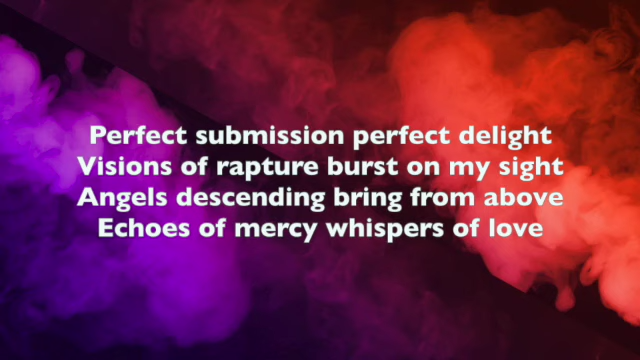 Perfect submission perfect delight
Visions of rapture burst on my sight
Angels descending bring from above
Echoes of mercy whispers of love